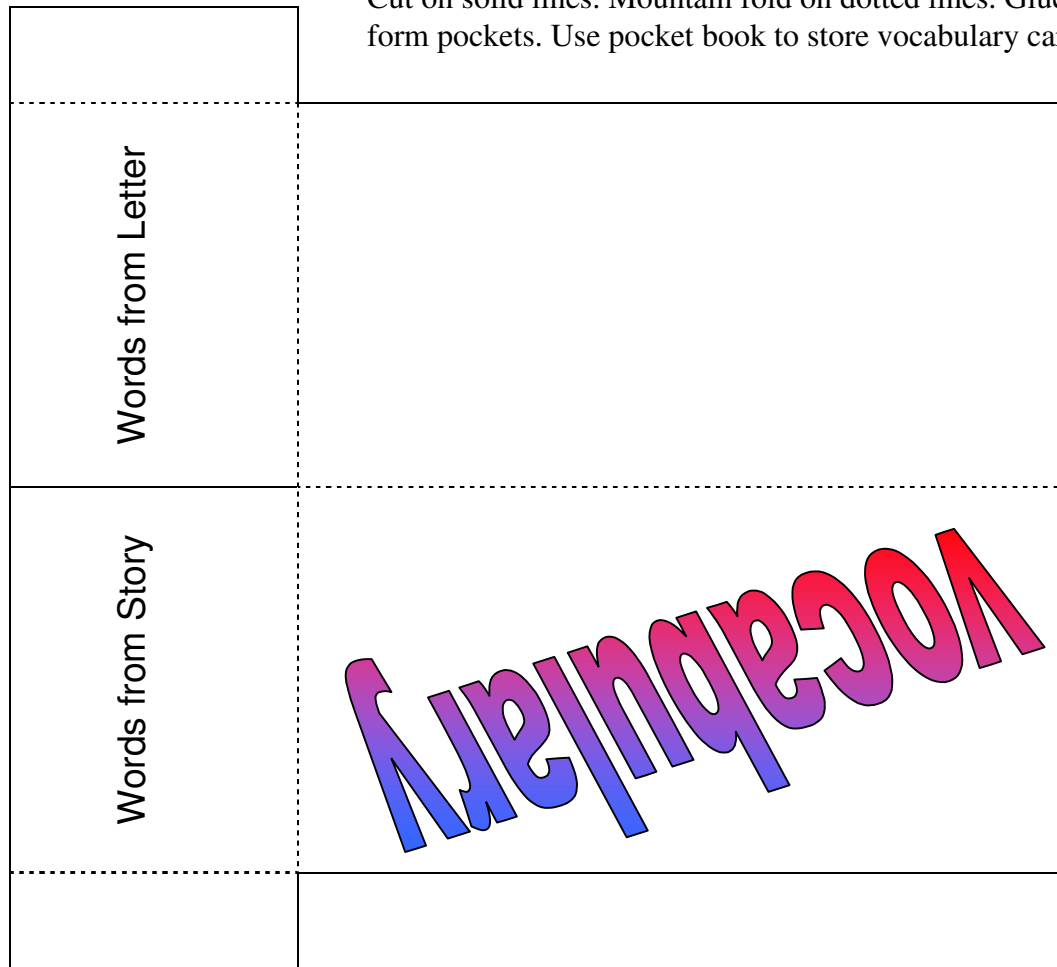 Cut on solid lines. Mountain fold on dotted lines. Glue
form pockets. Use pocket book to store vocabulary
Words from Letter
Words from Story
vocabulary